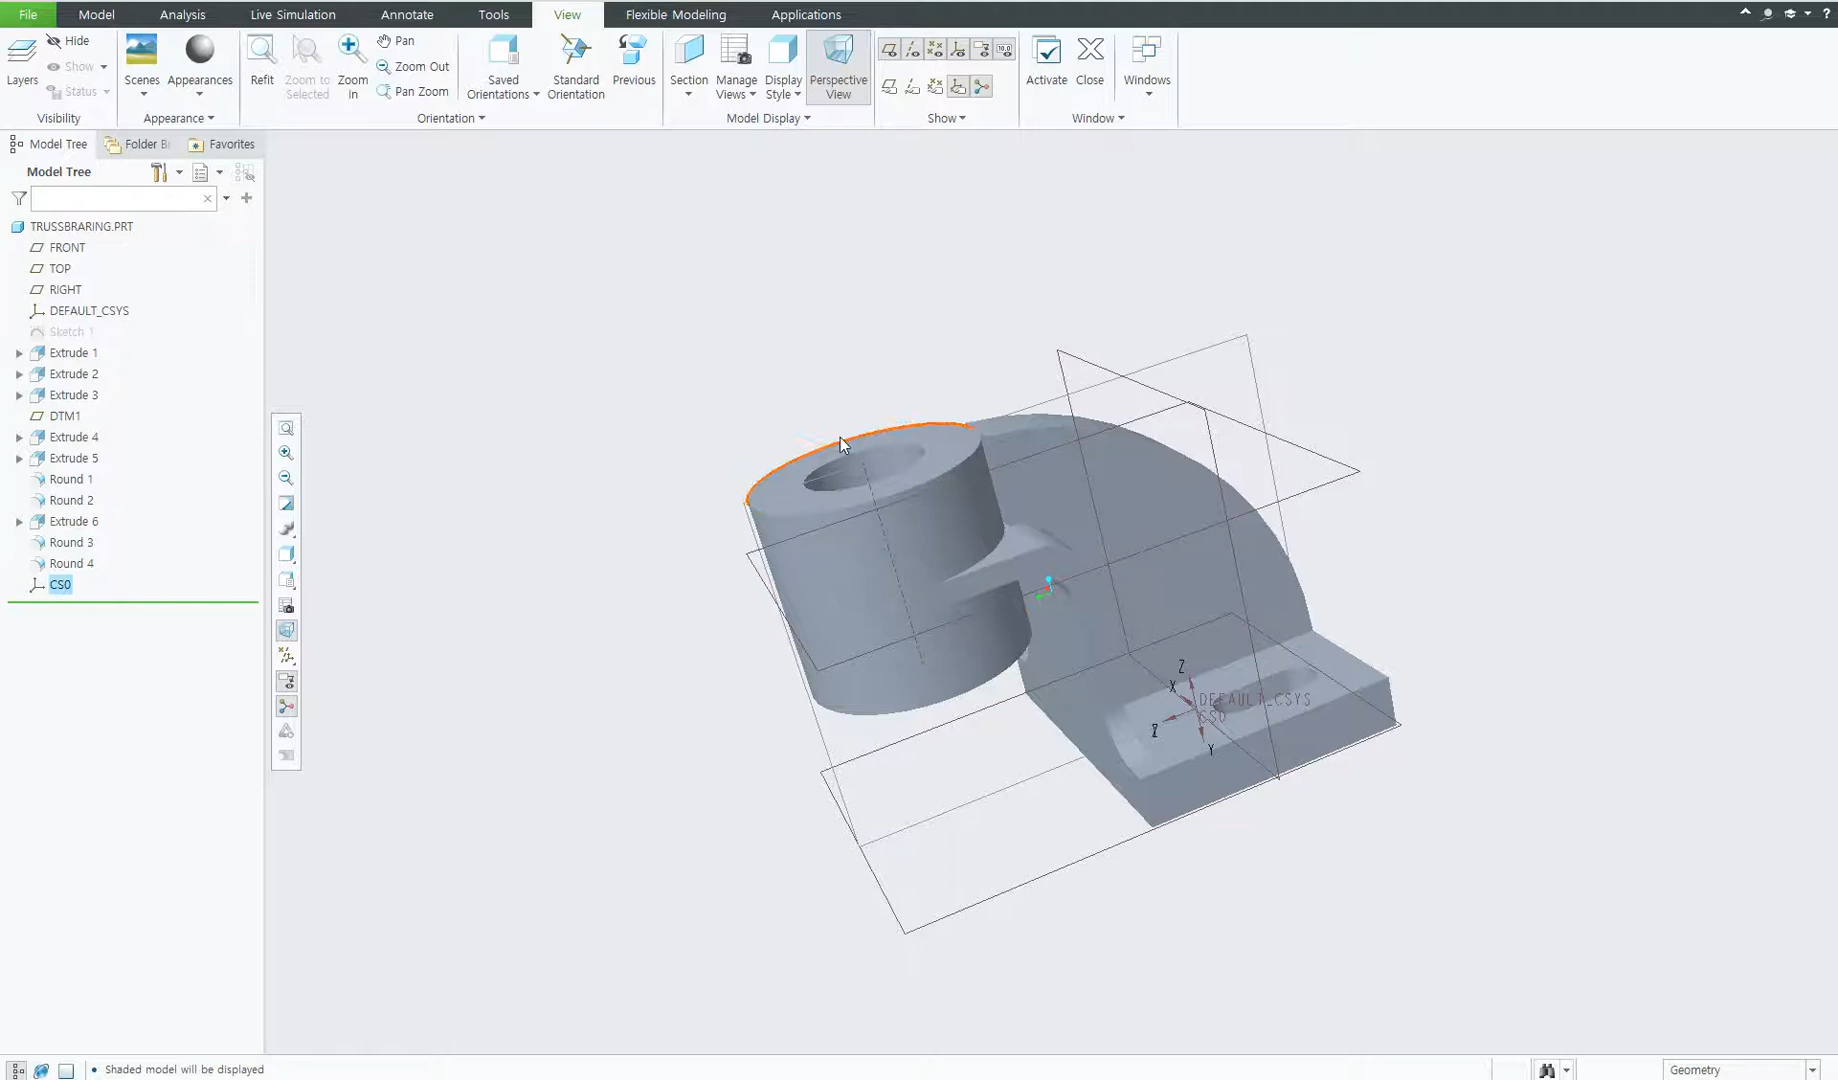 File Model Analysis Live Simulation Annotate Tools View Flexible Modeling Applications
Layers Hide Show Status
Visibility
Scenes Appearances
Appearance
Refit Zoom to Selected Zoom In Pan Zoom Out Pan Zoom Saved Orientations Standard Orientation Previous
Orientation
Section Manage Views Display Style Perspective View
Model Display
10,0
Show
Activate Close Windows
Window
Model Tree Folder B Favorites
Model Tree
TRUSSBRARING.PRT
FRONT
TOP
RIGHT
DEFAULT_CSYS
Sketch 1
Extrude 1
Extrude 2
Extrude 3
DTM1
Extrude 4
Extrude 5
Round 1
Round 2
Extrude 6
Round 3
Round 4
CS0
Z
X
DEFAULT_CSYS
CS0
Y
Shaded model will be displayed
Geometry